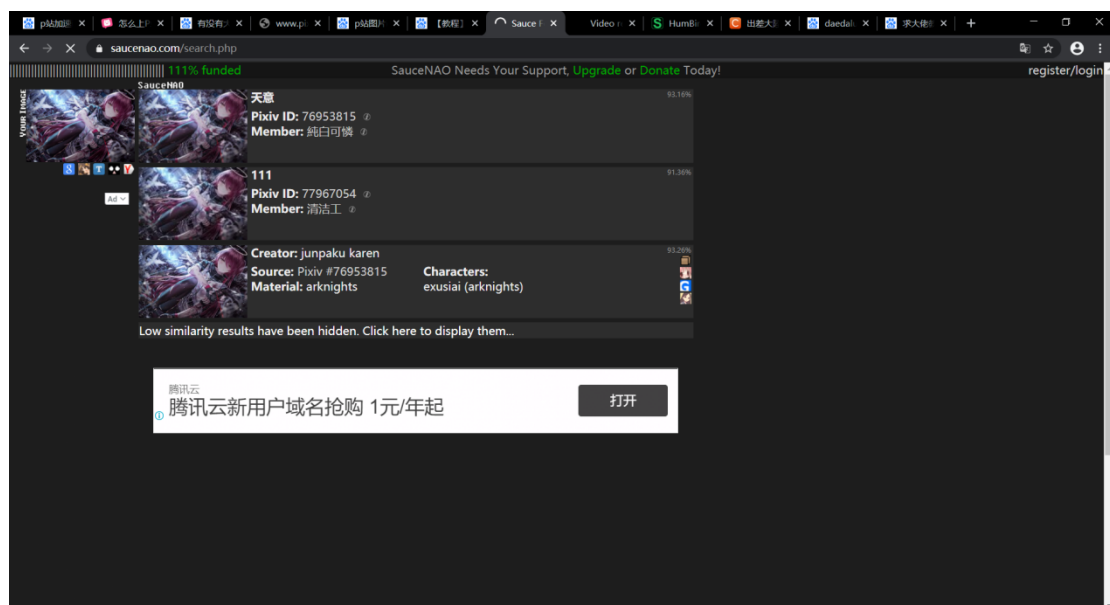 p站加速
怎么上P
有没有
www.pi
p站图片
【教程】
Sauce
Video r
HumBi
出差大
daedal
求大佬
saucenao.com/search.php
111% funded
SauceNAO Needs Your Support, Upgrade or Donate Today!
register/login
SauceNAO
YOUR IMAGE
天意
93.16%
Pixiv ID: 76953815
Member: 純白可憐
111
91.36%
Pixiv ID: 77967054
Member: 清洁工
Ad
Creator: junpaku karen
93.26%
Source: Pixiv #76953815
Characters:
Material: arknights
exusiai (arknights)
Low similarity results have been hidden. Click here to display them...
腾讯云
腾讯云新用户域名抢购 1元/年起
打开